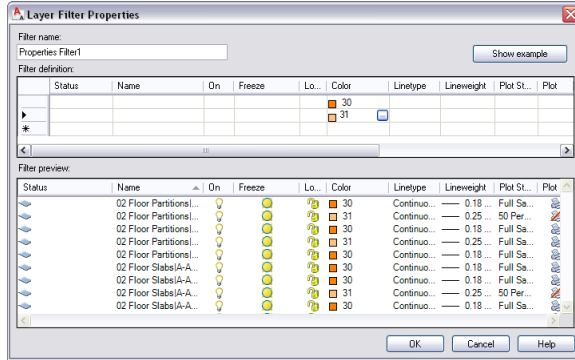 Layer Filter Properties
Filter name:
Properties Filter1
Show example
Filter definition:
Status Name On Freeze Lo... Color Linetype Lineweight Plot St... Plot
30
31
Filter preview:
Status Name On Freeze Lo... Color Linetype Lineweight Plot St... Plot
02 Floor Partitions|... 30 Continuo... 0.18 ... Full Sa...
02 Floor Partitions|... 31 Continuo... 0.25 ... 50 Per...
02 Floor Partitions|... 30 Continuo... 0.18 ... Full Sa...
02 Floor Partitions|... 31 Continuo... 0.25 ... Full Sa...
02 Floor Partitions|... 30 Continuo... 0.18 ... Full Sa...
02 Floor Slabs|A-A... 30 Continuo... 0.18 ... Full Sa...
02 Floor Slabs|A-A... 30 Continuo... 0.18 ... Full Sa...
02 Floor Slabs|A-A... 31 Continuo... 0.25 ... 50 Per...
02 Floor Slabs|A-A... 30 Continuo... 0.18 ... Full Sa...
OK Cancel Help